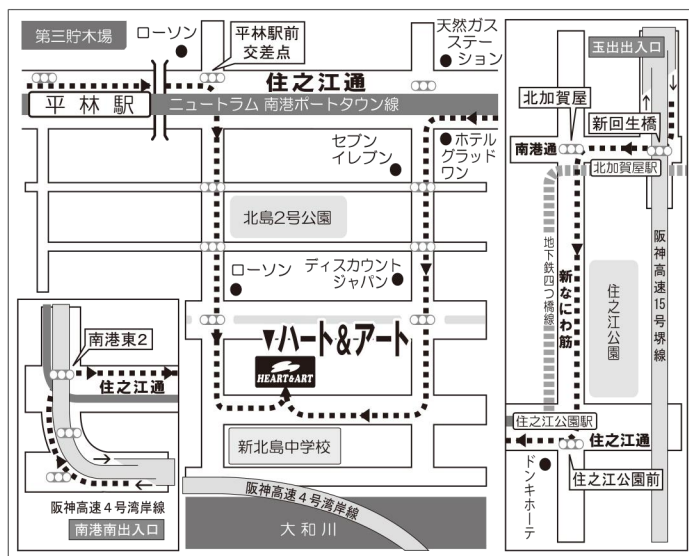 第三貯木場
ローソン
平林駅前
交差点
天然ガス
ステー
ション
住之江通
平林駅
ニュートラム 南港ポートタウン線
セブン
イレブン
ホテル
グラッド
ワン
北島2号公園
ローソン
ディスカウント
ジャパン
▼ハート&アート
HEART&ART
新北島中学校
阪神高速4号湾岸線
大和川
南港東2
住之江通
阪神高速4号湾岸線
南港南出入口
玉出出入口
北加賀屋
新回生橋
南港通
北加賀屋駅
地下鉄四つ橋線
新なにわ筋
住之江公園
阪神高速15号堺線
住之江公園駅
住之江通
住之江公園前
ドンキホーテ